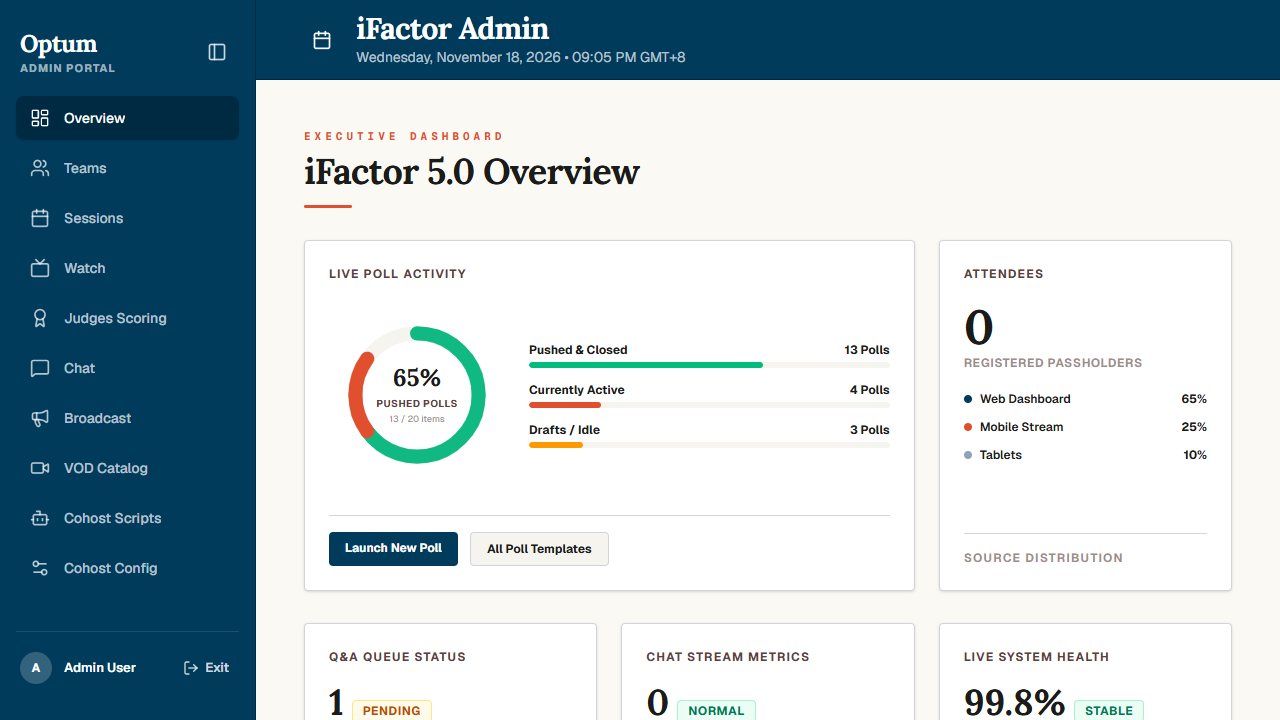 Optum
ADMIN PORTAL
Overview
Teams
Sessions
Watch
Judges Scoring
Chat
Broadcast
VOD Catalog
Cohost Scripts
Cohost Config
A
Admin User
Exit
iFactor Admin
Wednesday, November 18, 2026 • 09:05 PM GMT+8
EXECUTIVE DASHBOARD
iFactor 5.0 Overview
LIVE POLL ACTIVITY
65%
PUSHED POLLS
13 / 20 items
Pushed & Closed 13 Polls
Currently Active 4 Polls
Drafts / Idle 3 Polls
Launch New Poll
All Poll Templates
ATTENDEES
0
REGISTERED PASSHOLDERS
Web Dashboard 65%
Mobile Stream 25%
Tablets 10%
SOURCE DISTRIBUTION
Q&A QUEUE STATUS
1 PENDING
CHAT STREAM METRICS
0 NORMAL
LIVE SYSTEM HEALTH
99.8% STABLE